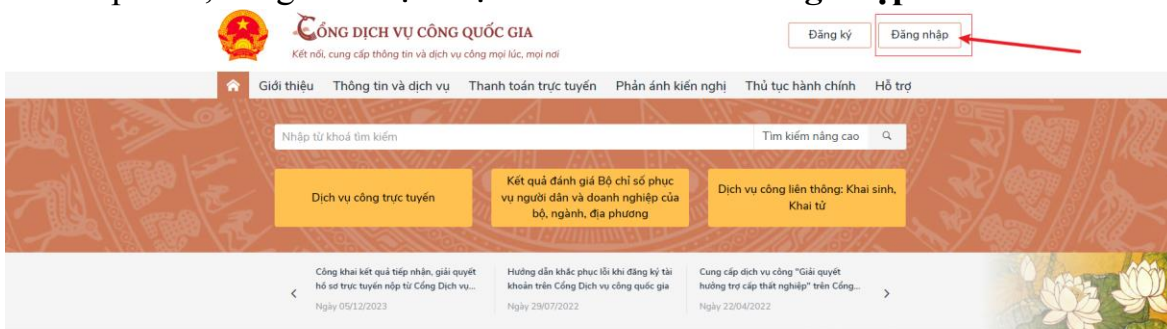 CỔNG DỊCH VỤ CÔNG QUỐC GIA
Kết nối, cung cấp thông tin và dịch vụ công mọi lúc, mọi nơi
Đăng ký
Đăng nhập
Giới thiệu Thông tin và dịch vụ Thanh toán trực tuyến Phản ánh kiến nghị Thủ tục hành chính Hỗ trợ
Nhập từ khoá tìm kiếm
Tìm kiếm nâng cao
Dịch vụ công trực tuyến
Kết quả đánh giá Bộ chỉ số phục
vụ người dân và doanh nghiệp của
bộ, ngành, địa phương
Dịch vụ công liên thông: Khai sinh,
Khai tử
Công khai kết quả tiếp nhận, giải quyết
hồ sơ trực tuyến nộp từ Cổng Dịch vụ...
Ngày 05/12/2023
Hướng dẫn khắc phục lỗi khi đăng ký tài
khoản trên Cổng Dịch vụ công quốc gia
Ngày 29/07/2022
Cung cấp dịch vụ công "Giải quyết
hưởng trợ cấp thất nghiệp" trên Cổng...
Ngày 22/04/2022